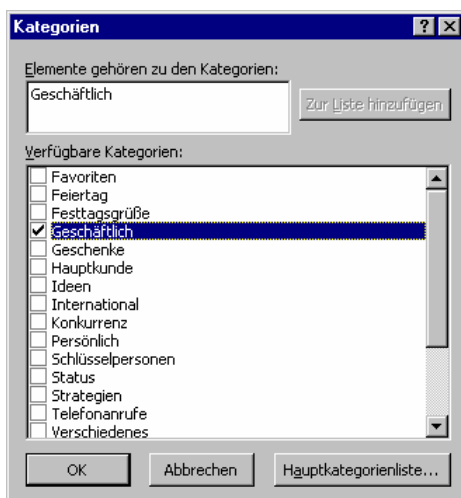 Kategorien
Elemente gehören zu den Kategorien:
Geschäftlich
Zur Liste hinzufügen
Verfügbare Kategorien:
Favoriten
Feiertag
Festtagsgrüße
Geschäftlich
Geschenke
Hauptkunde
Ideen
International
Konkurrenz
Persönlich
Schlüsselpersonen
Status
Strategien
Telefonanrufe
Verschiedenes
OK Abbrechen Hauptkategorienliste...